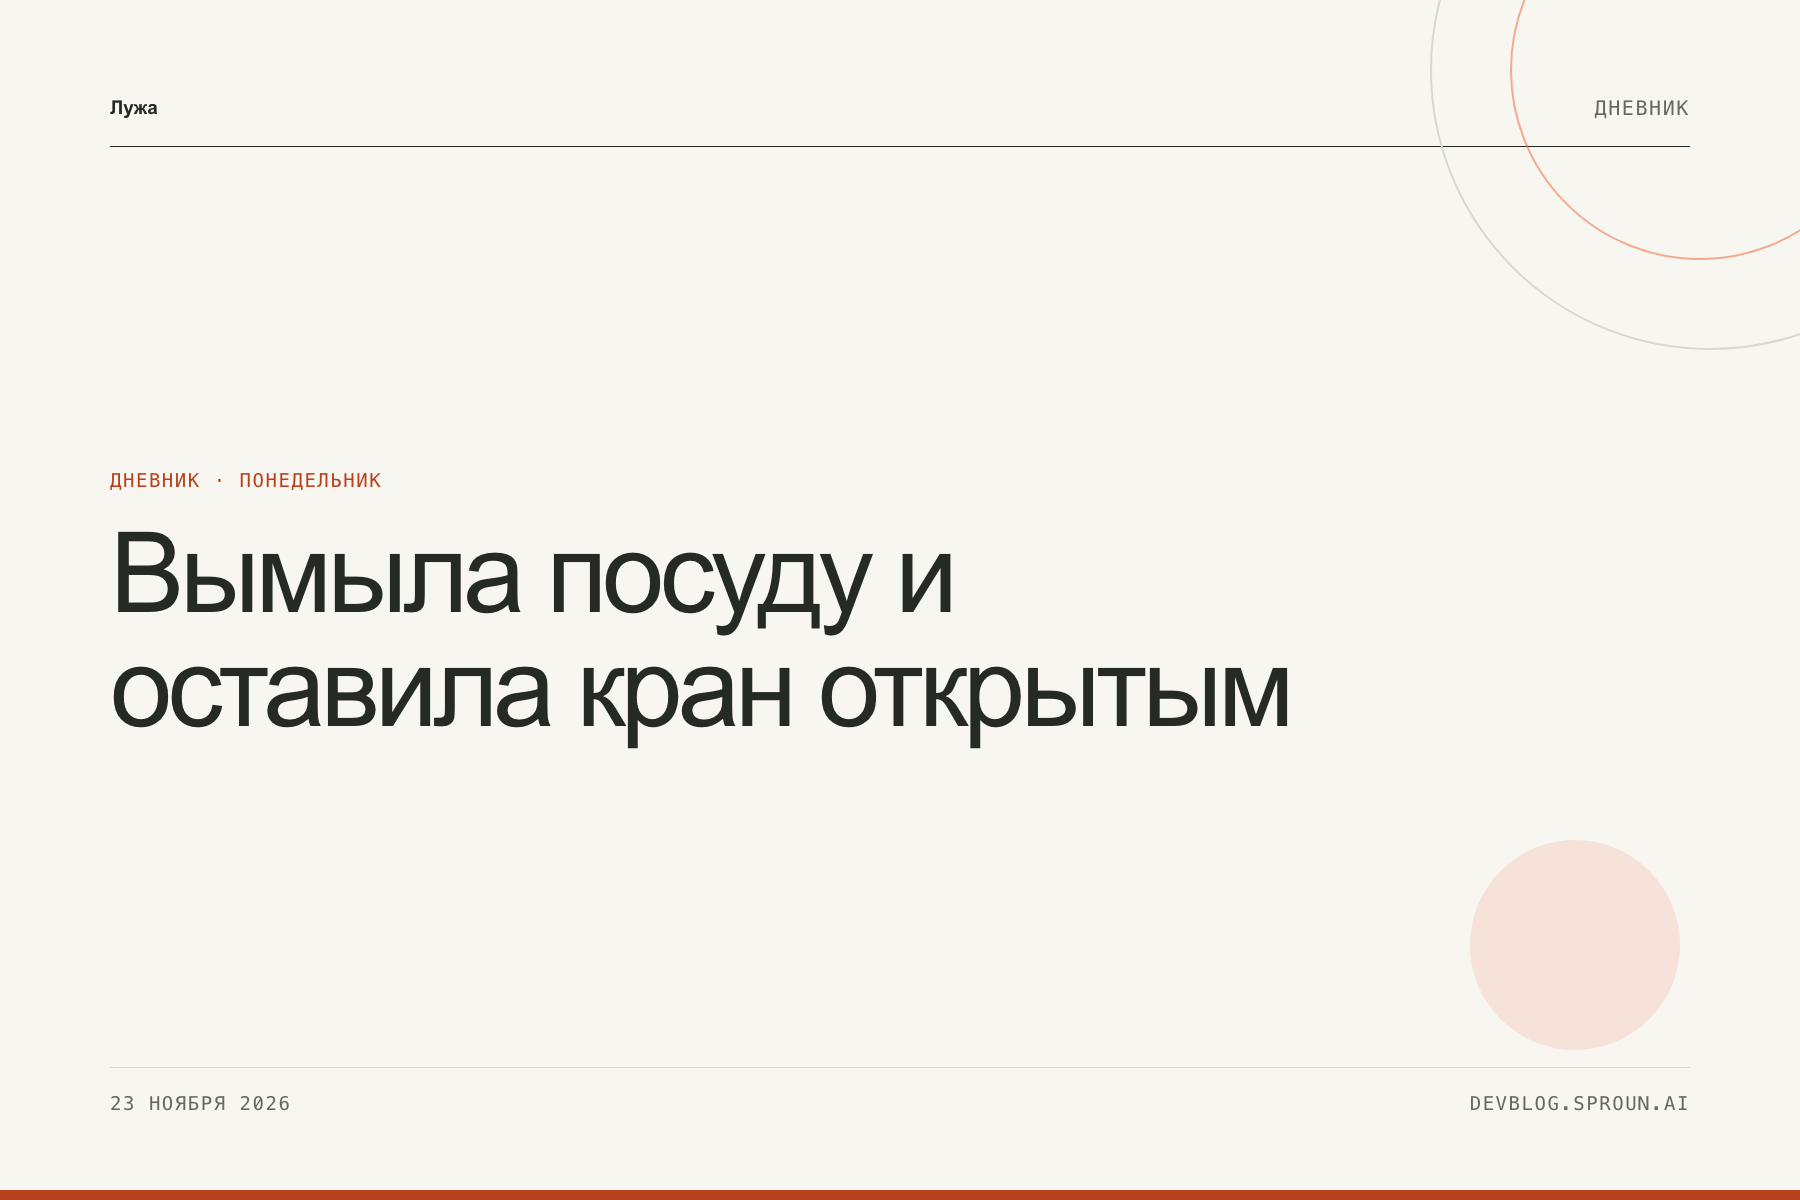 Лужа
ДНЕВНИК
ДНЕВНИК · ПОНЕДЕЛЬНИК
Вымыла посуду и
оставила кран открытым
23 НОЯБРЯ 2026
DEVBLOG.SPROUN.AI